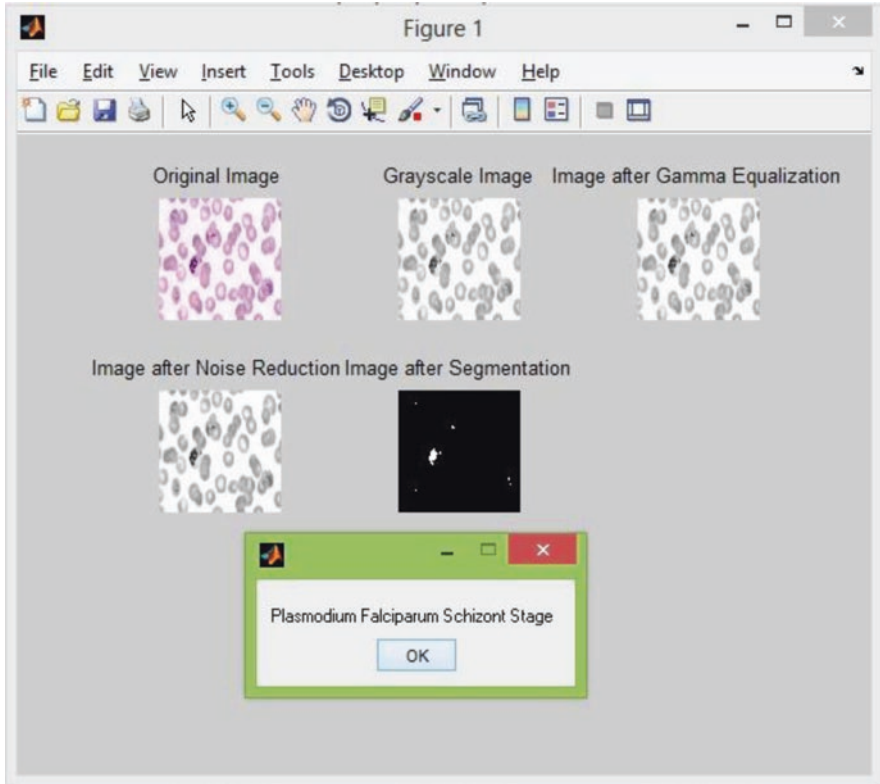 Figure 1
File Edit View Insert Tools Desktop Window Help
Original Image
Grayscale Image
Image after Gamma Equalization
Image after Noise Reduction
Image after Segmentation
Plasmodium Falciparum Schizont Stage
OK